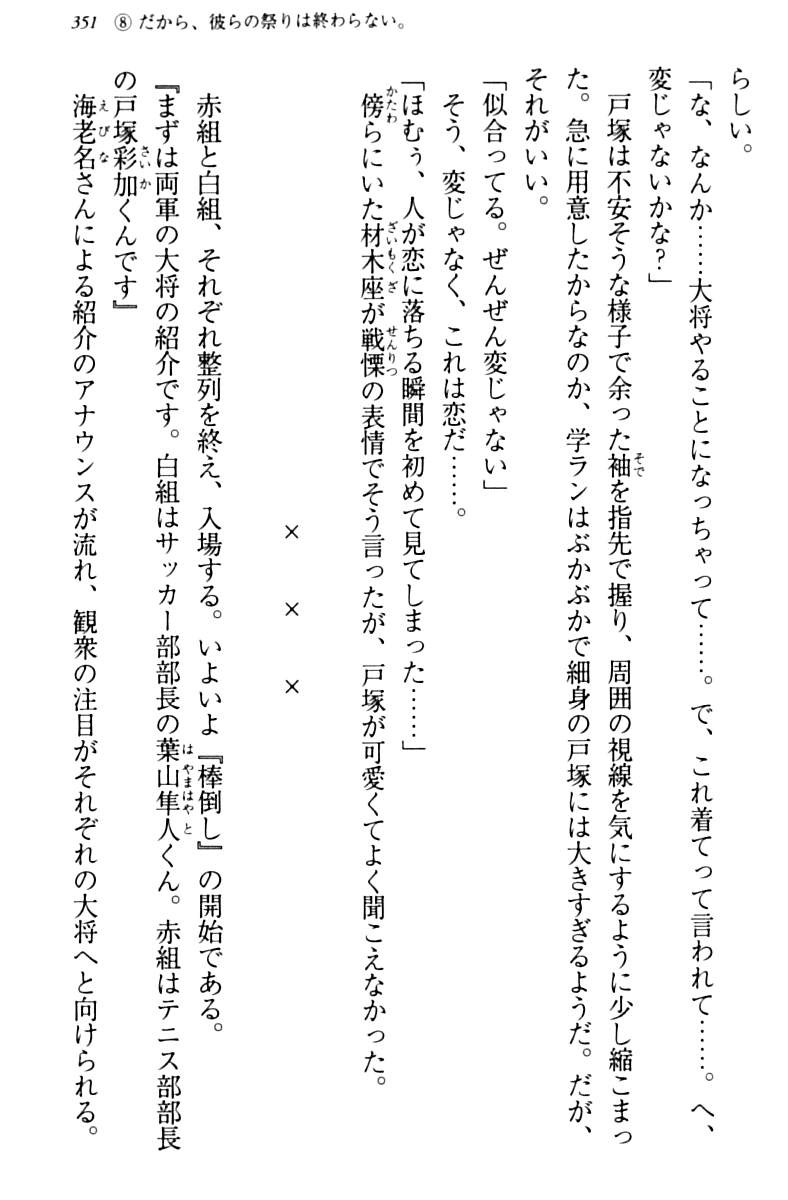 351 ⑧ だから、彼らの祭りは終わらない。
らしい。
「な、なんか……大将やることになっちゃって……。で、これ着てって言われて……。へ、
変じゃないかな?」
戸塚は不安そうな様子で余った袖を指先で握り、周囲の視線を気にするように少し縮こまっ
た。急に用意したからなのか、学ランはぶかぶかで細身の戸塚には大きすぎるようだ。だが、
それがいい。
「似合ってる。ぜんぜん変じゃない」
そう、変じゃなく、これは恋だ……。
「ほむぅ、人が恋に落ちる瞬間を初めて見てしまった……」
傍らにいた材木座が戦慄の表情でそう言ったが、戸塚が可愛くてよく聞こえなかった。
× × ×
赤組と白組、それぞれ整列を終え、入場する。いよいよ『棒倒し』の開始である。
『まずは両軍の大将の紹介です。白組はサッカー部部長の葉山隼人くん。赤組はテニス部部長
の戸塚彩加くんです』
海老名さんによる紹介のアナウンスが流れ、観衆の注目がそれぞれの大将へと向けられる。